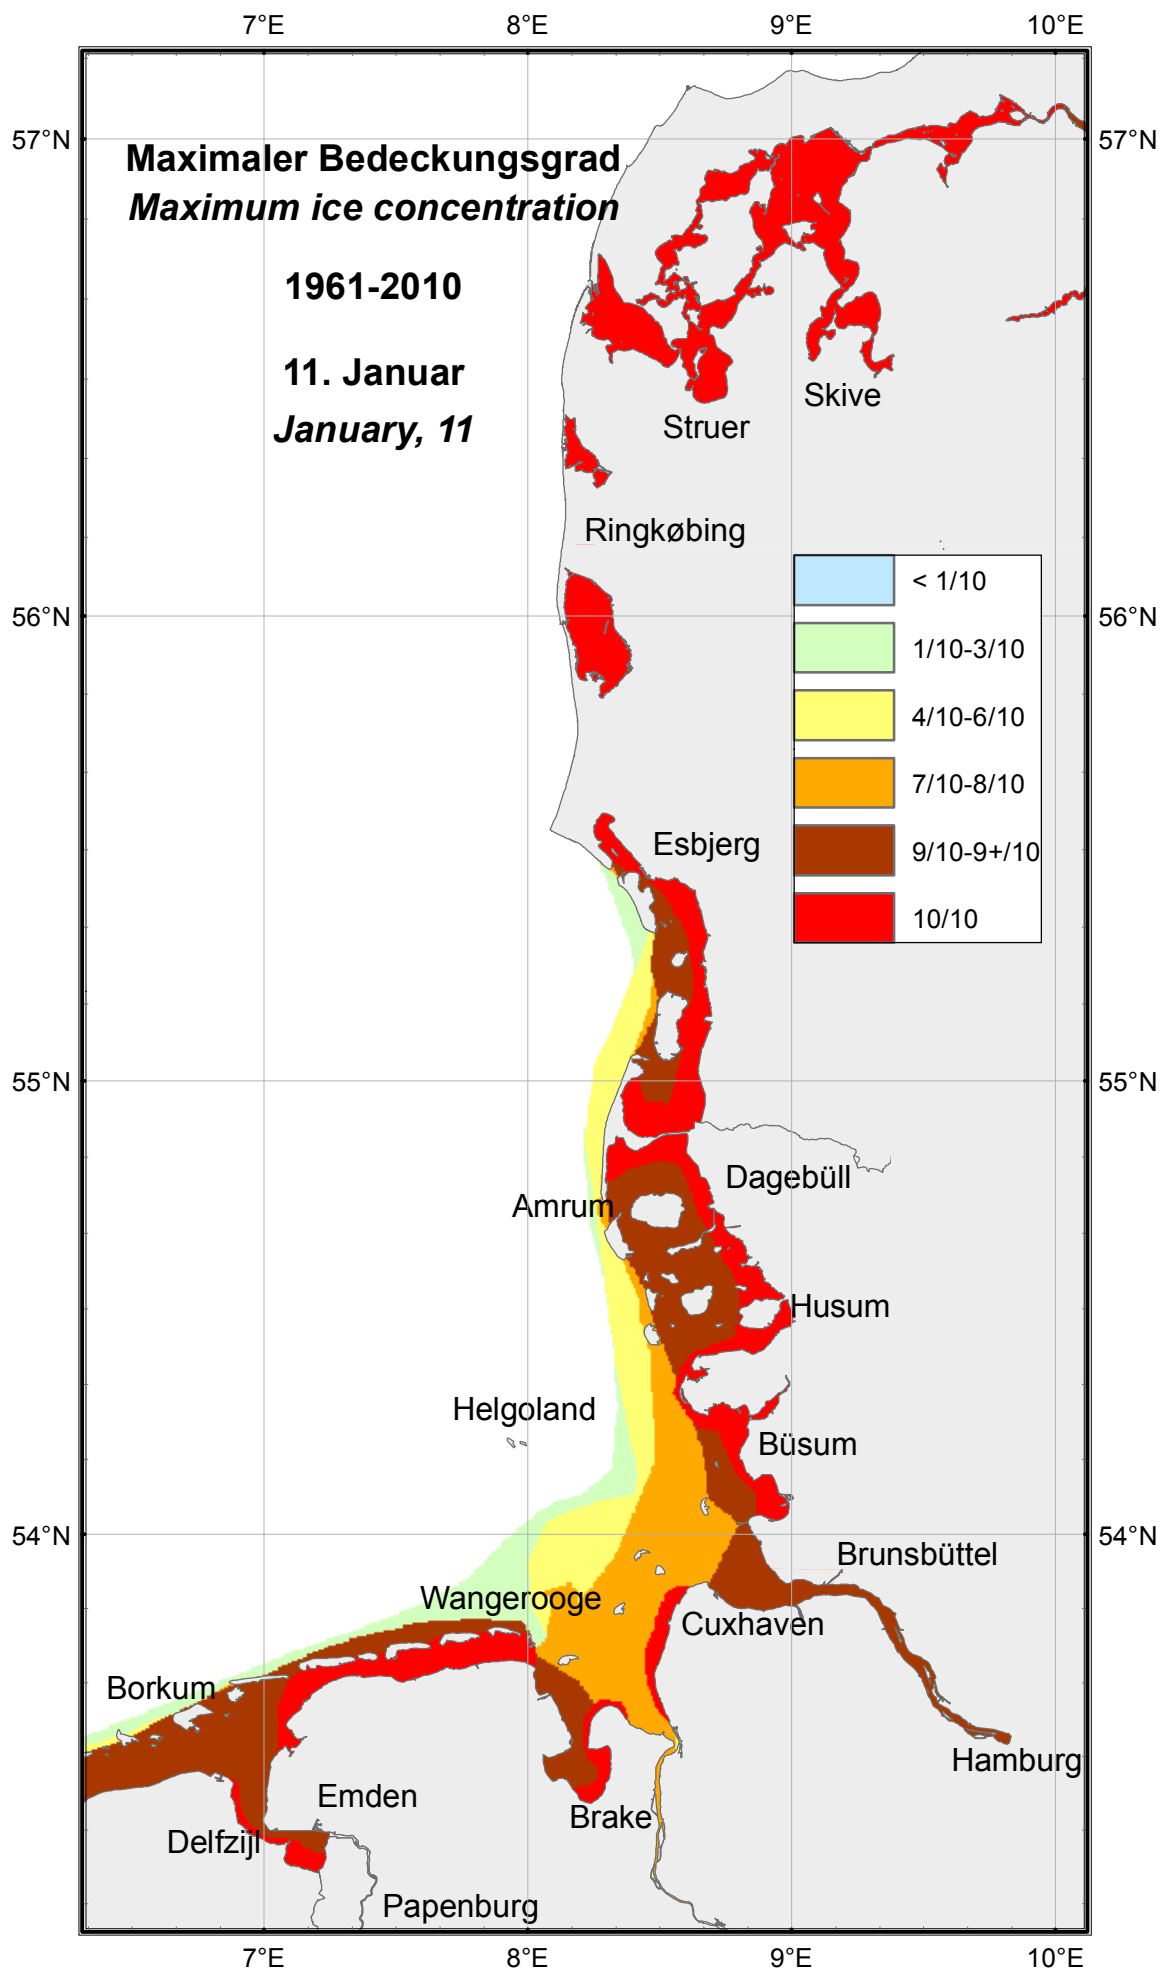 7°E 8°E 9°E 10°E
57°N 57°N
Maximaler Bedeckungsgrad
Maximum ice concentration
1961-2010
11. Januar
January, 11
Skive
Struer
Ringkøbing
< 1/10
56°N 56°N
1/10-3/10
4/10-6/10
7/10-8/10
Esbjerg
9/10-9+/10
10/10
55°N 55°N
Dagebüll
Amrum
Husum
Helgoland
Büsum
54°N 54°N
Brunsbüttel
Wangerooge
Cuxhaven
Borkum
Hamburg
Emden
Brake
Delfzijl
Papenburg
7°E 8°E 9°E 10°E